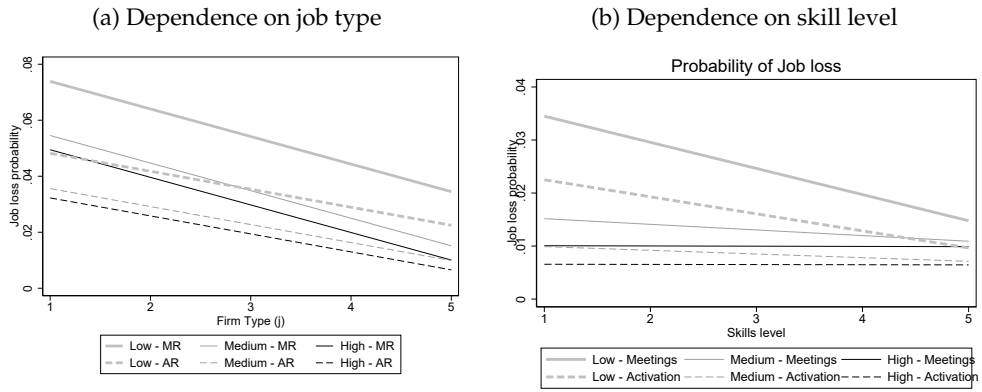 (a) Dependence on job type
Job loss probability
.08
.06
.04
.02
0
1 2 3 4 5
Firm Type (j)
Low - MR Medium - MR High - MR
Low - AR Medium - AR High - AR
(b) Dependence on skill level
Probability of Job loss
Job loss probability
.04
.03
.02
.01
0
1 2 3 4 5
Skills level
Low - Meetings Medium - Meetings High - Meetings
Low - Activation Medium - Activation High - Activation